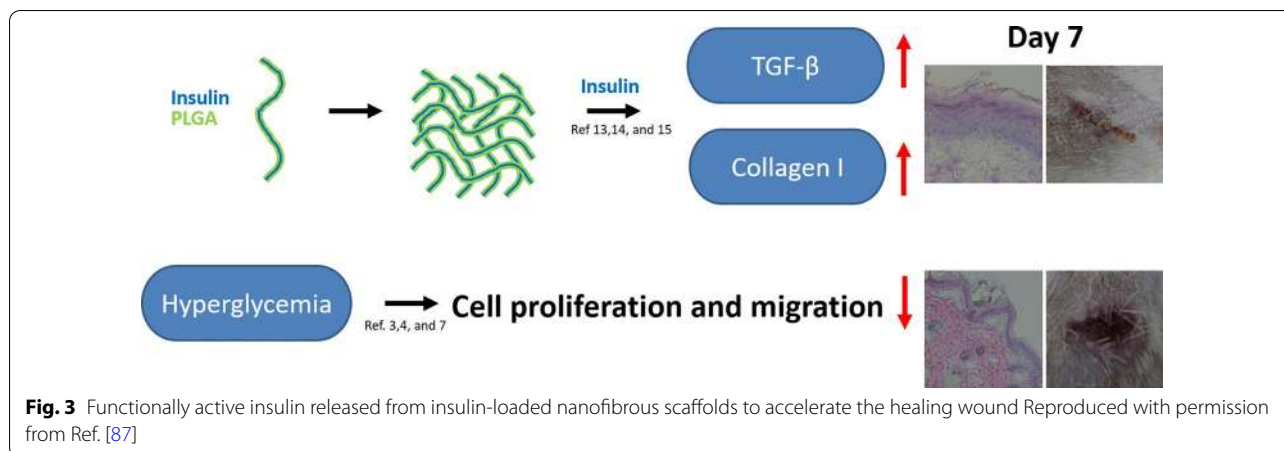 Day 7
TGF-β
Insulin
PLGA
Insulin
Ref 13,14, and 15
Collagen I
Hyperglycemia
Ref. 3,4, and 7
Cell proliferation and migration
Fig. 3 Functionally active insulin released from insulin-loaded nanofibrous scaffolds to accelerate the healing wound Reproduced with permission
from Ref. [87]